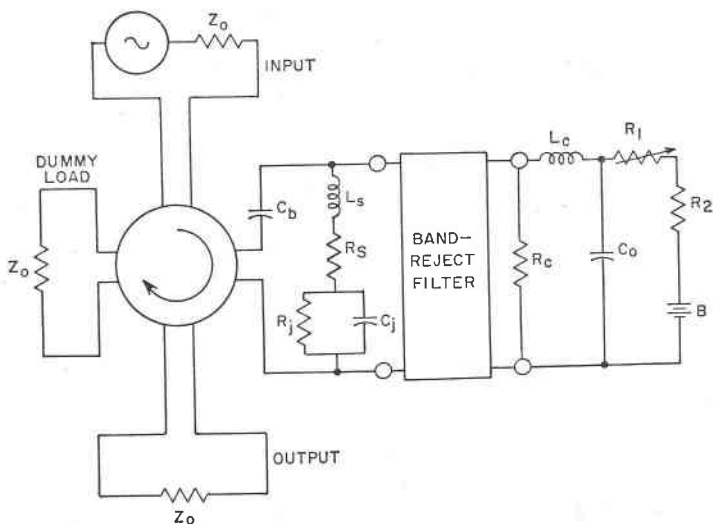 Zo
INPUT
DUMMY
LOAD
Zo
Cb
Ls
RS
Rj
Cj
BAND-
REJECT
FILTER
Lc
R1
R2
Rc
Co
B
OUTPUT
Zo